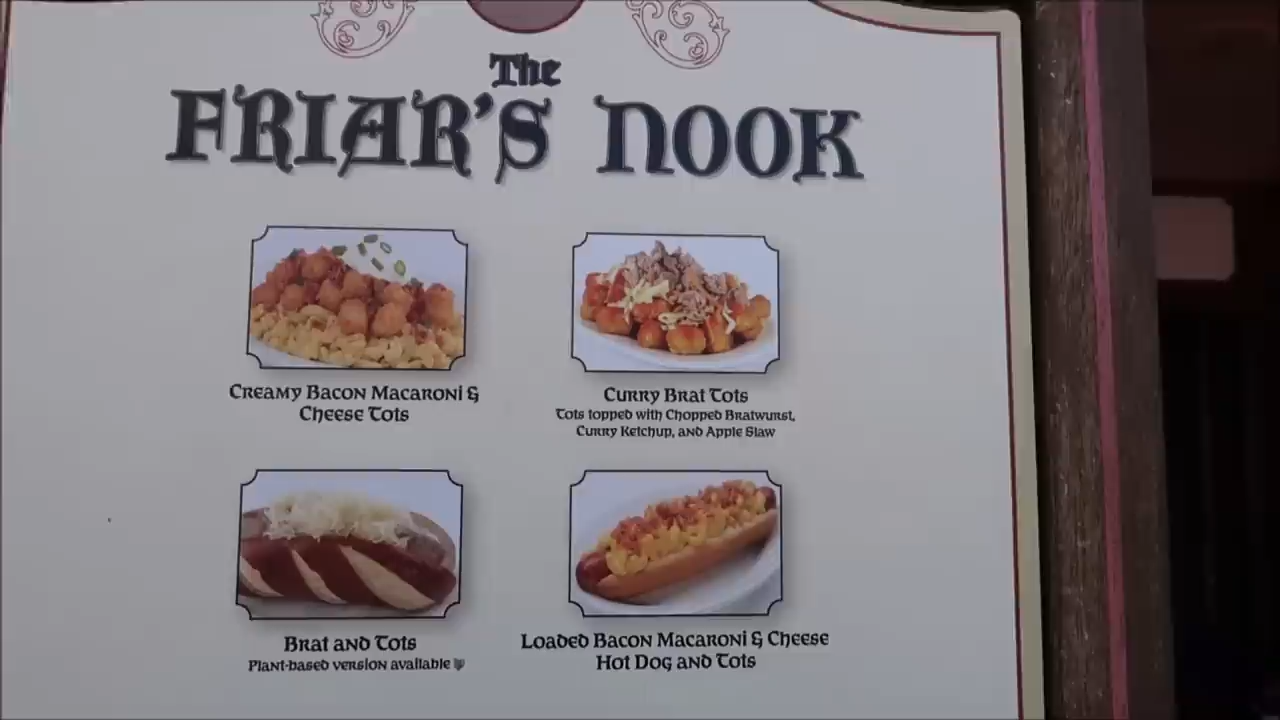 The
FRIAR'S NOOK
Creamy Bacon Macaroni &
Cheese Tots
Curry Brat Tots
Tots topped with Chopped Bratwurst,
Curry Ketchup, and Apple Slaw
Brat and Tots
Plant-based version available
Loaded Bacon Macaroni & Cheese
Hot Dog and Tots